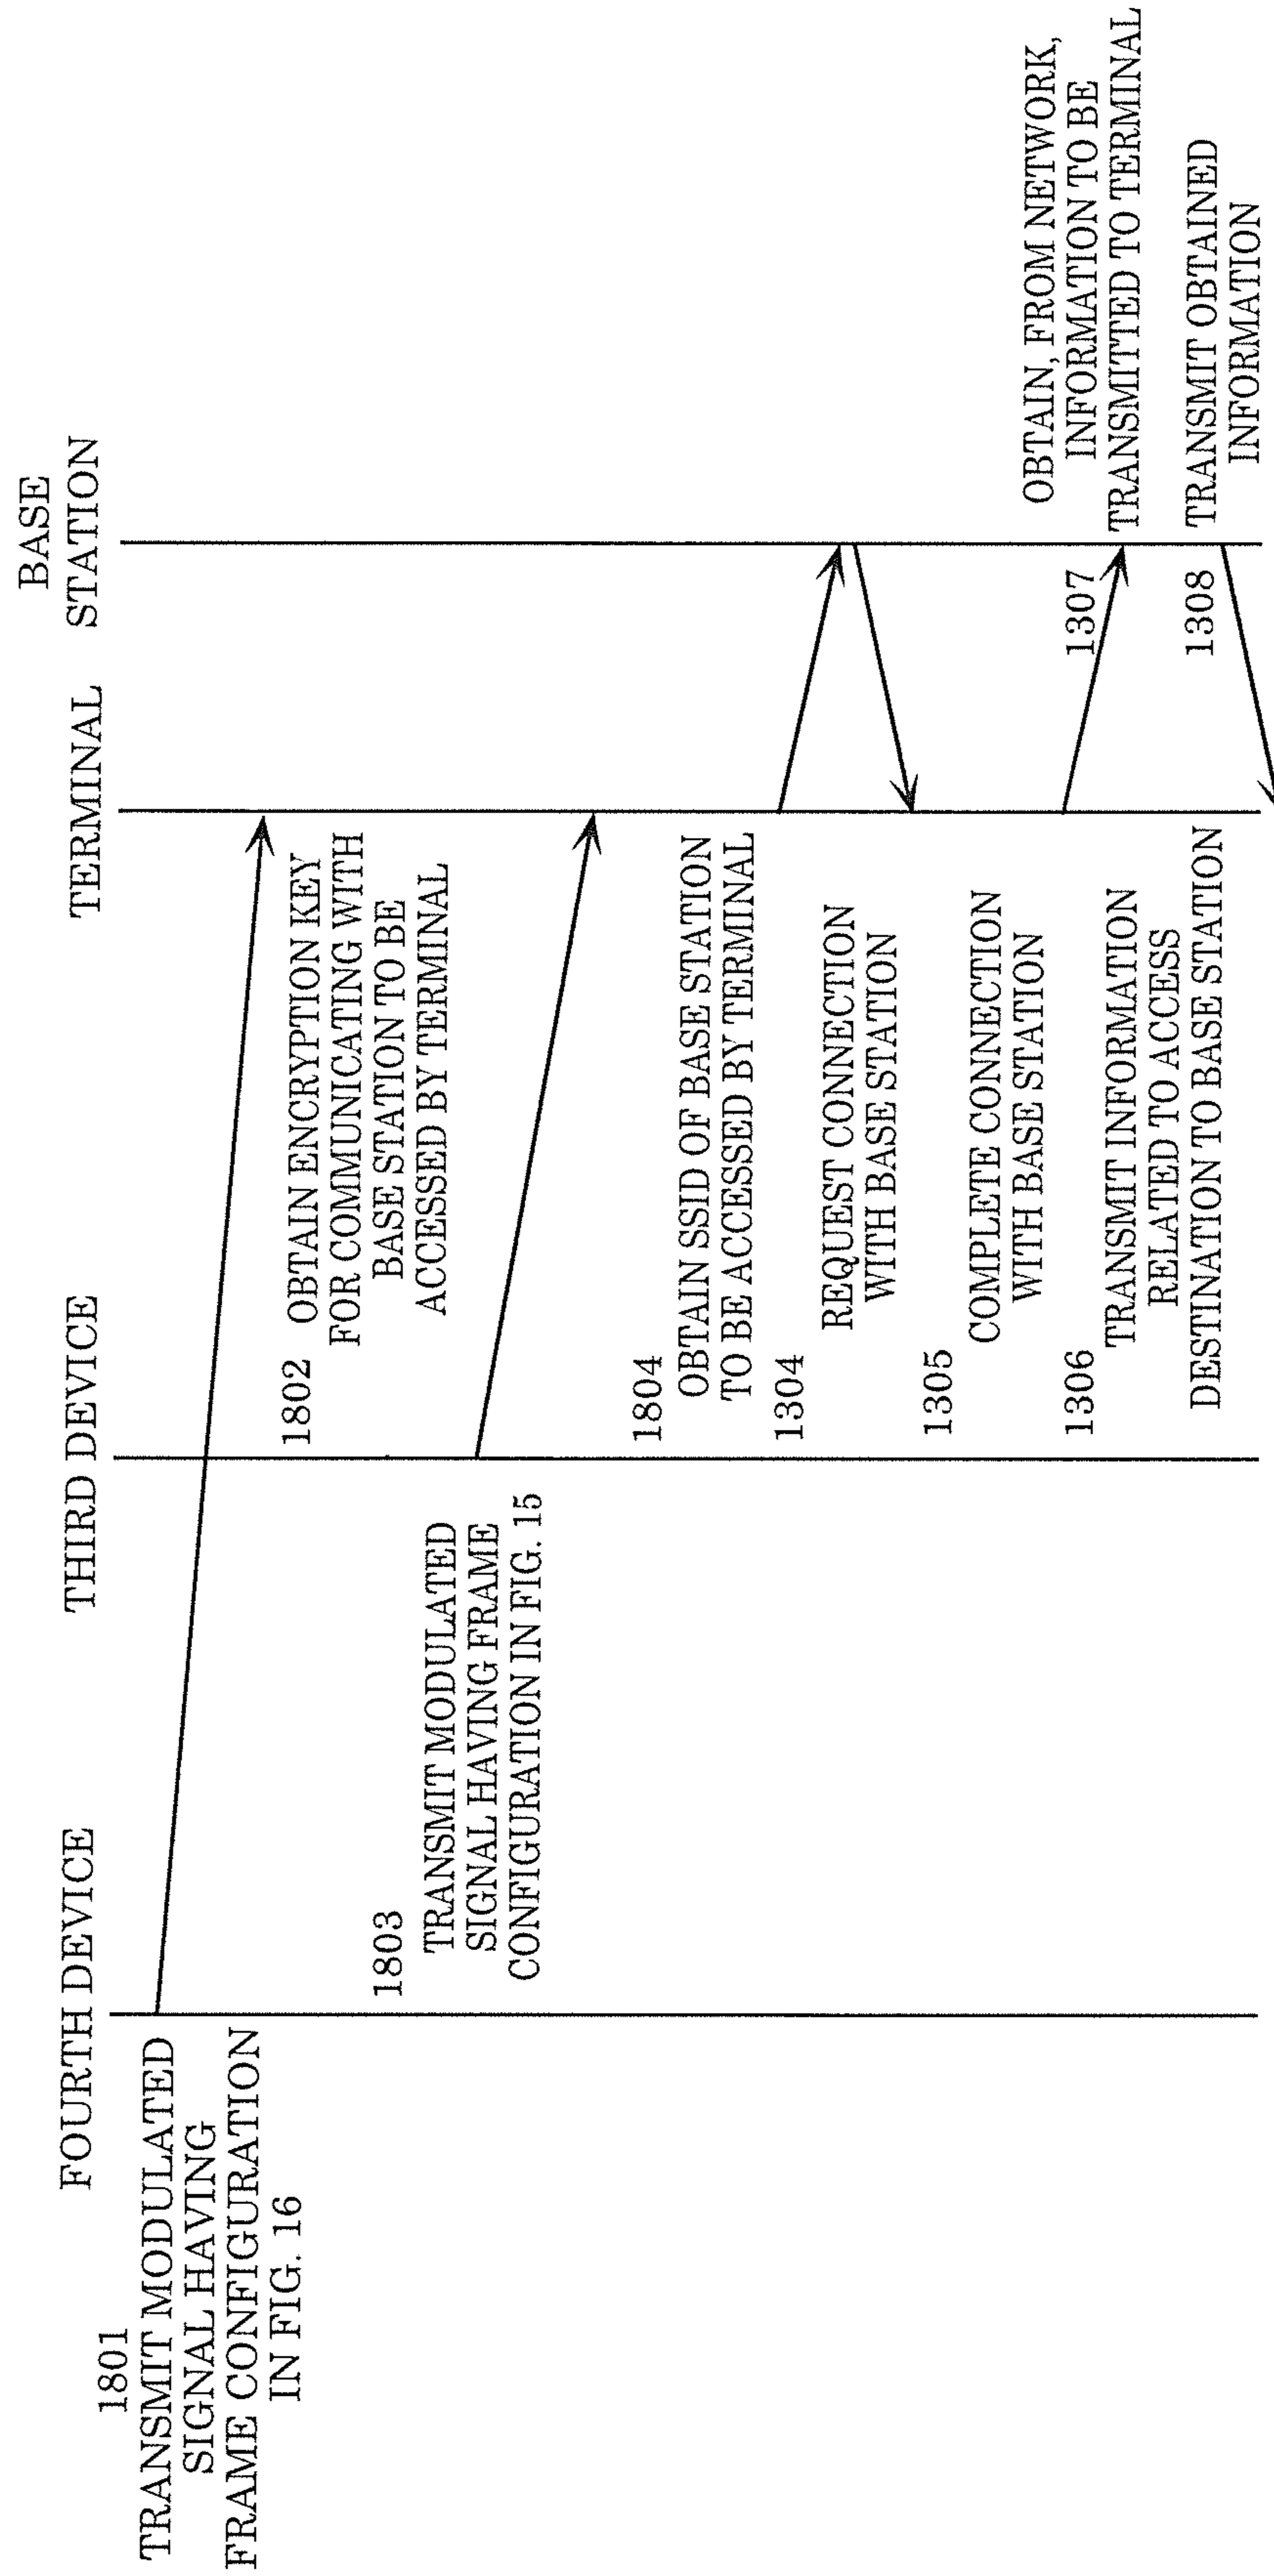 FOURTH DEVICE
THIRD DEVICE
TERMINAL
BASE
STATION
1801
TRANSMIT MODULATED
SIGNAL HAVING
FRAME CONFIGURATION
IN FIG. 16
1802
OBTAIN ENCRYPTION KEY
FOR COMMUNICATING WITH
BASE STATION TO BE
ACCESSED BY TERMINAL
1803
TRANSMIT MODULATED
SIGNAL HAVING FRAME
CONFIGURATION IN FIG. 15
1804
OBTAIN SSID OF BASE STATION
TO BE ACCESSED BY TERMINAL
1304
REQUEST CONNECTION
WITH BASE STATION
1305
COMPLETE CONNECTION
WITH BASE STATION
1306
TRANSMIT INFORMATION
RELATED TO ACCESS
DESTINATION TO BASE STATION
1307
OBTAIN, FROM NETWORK,
INFORMATION TO BE
TRANSMITTED TO TERMINAL
1308
TRANSMIT OBTAINED
INFORMATION